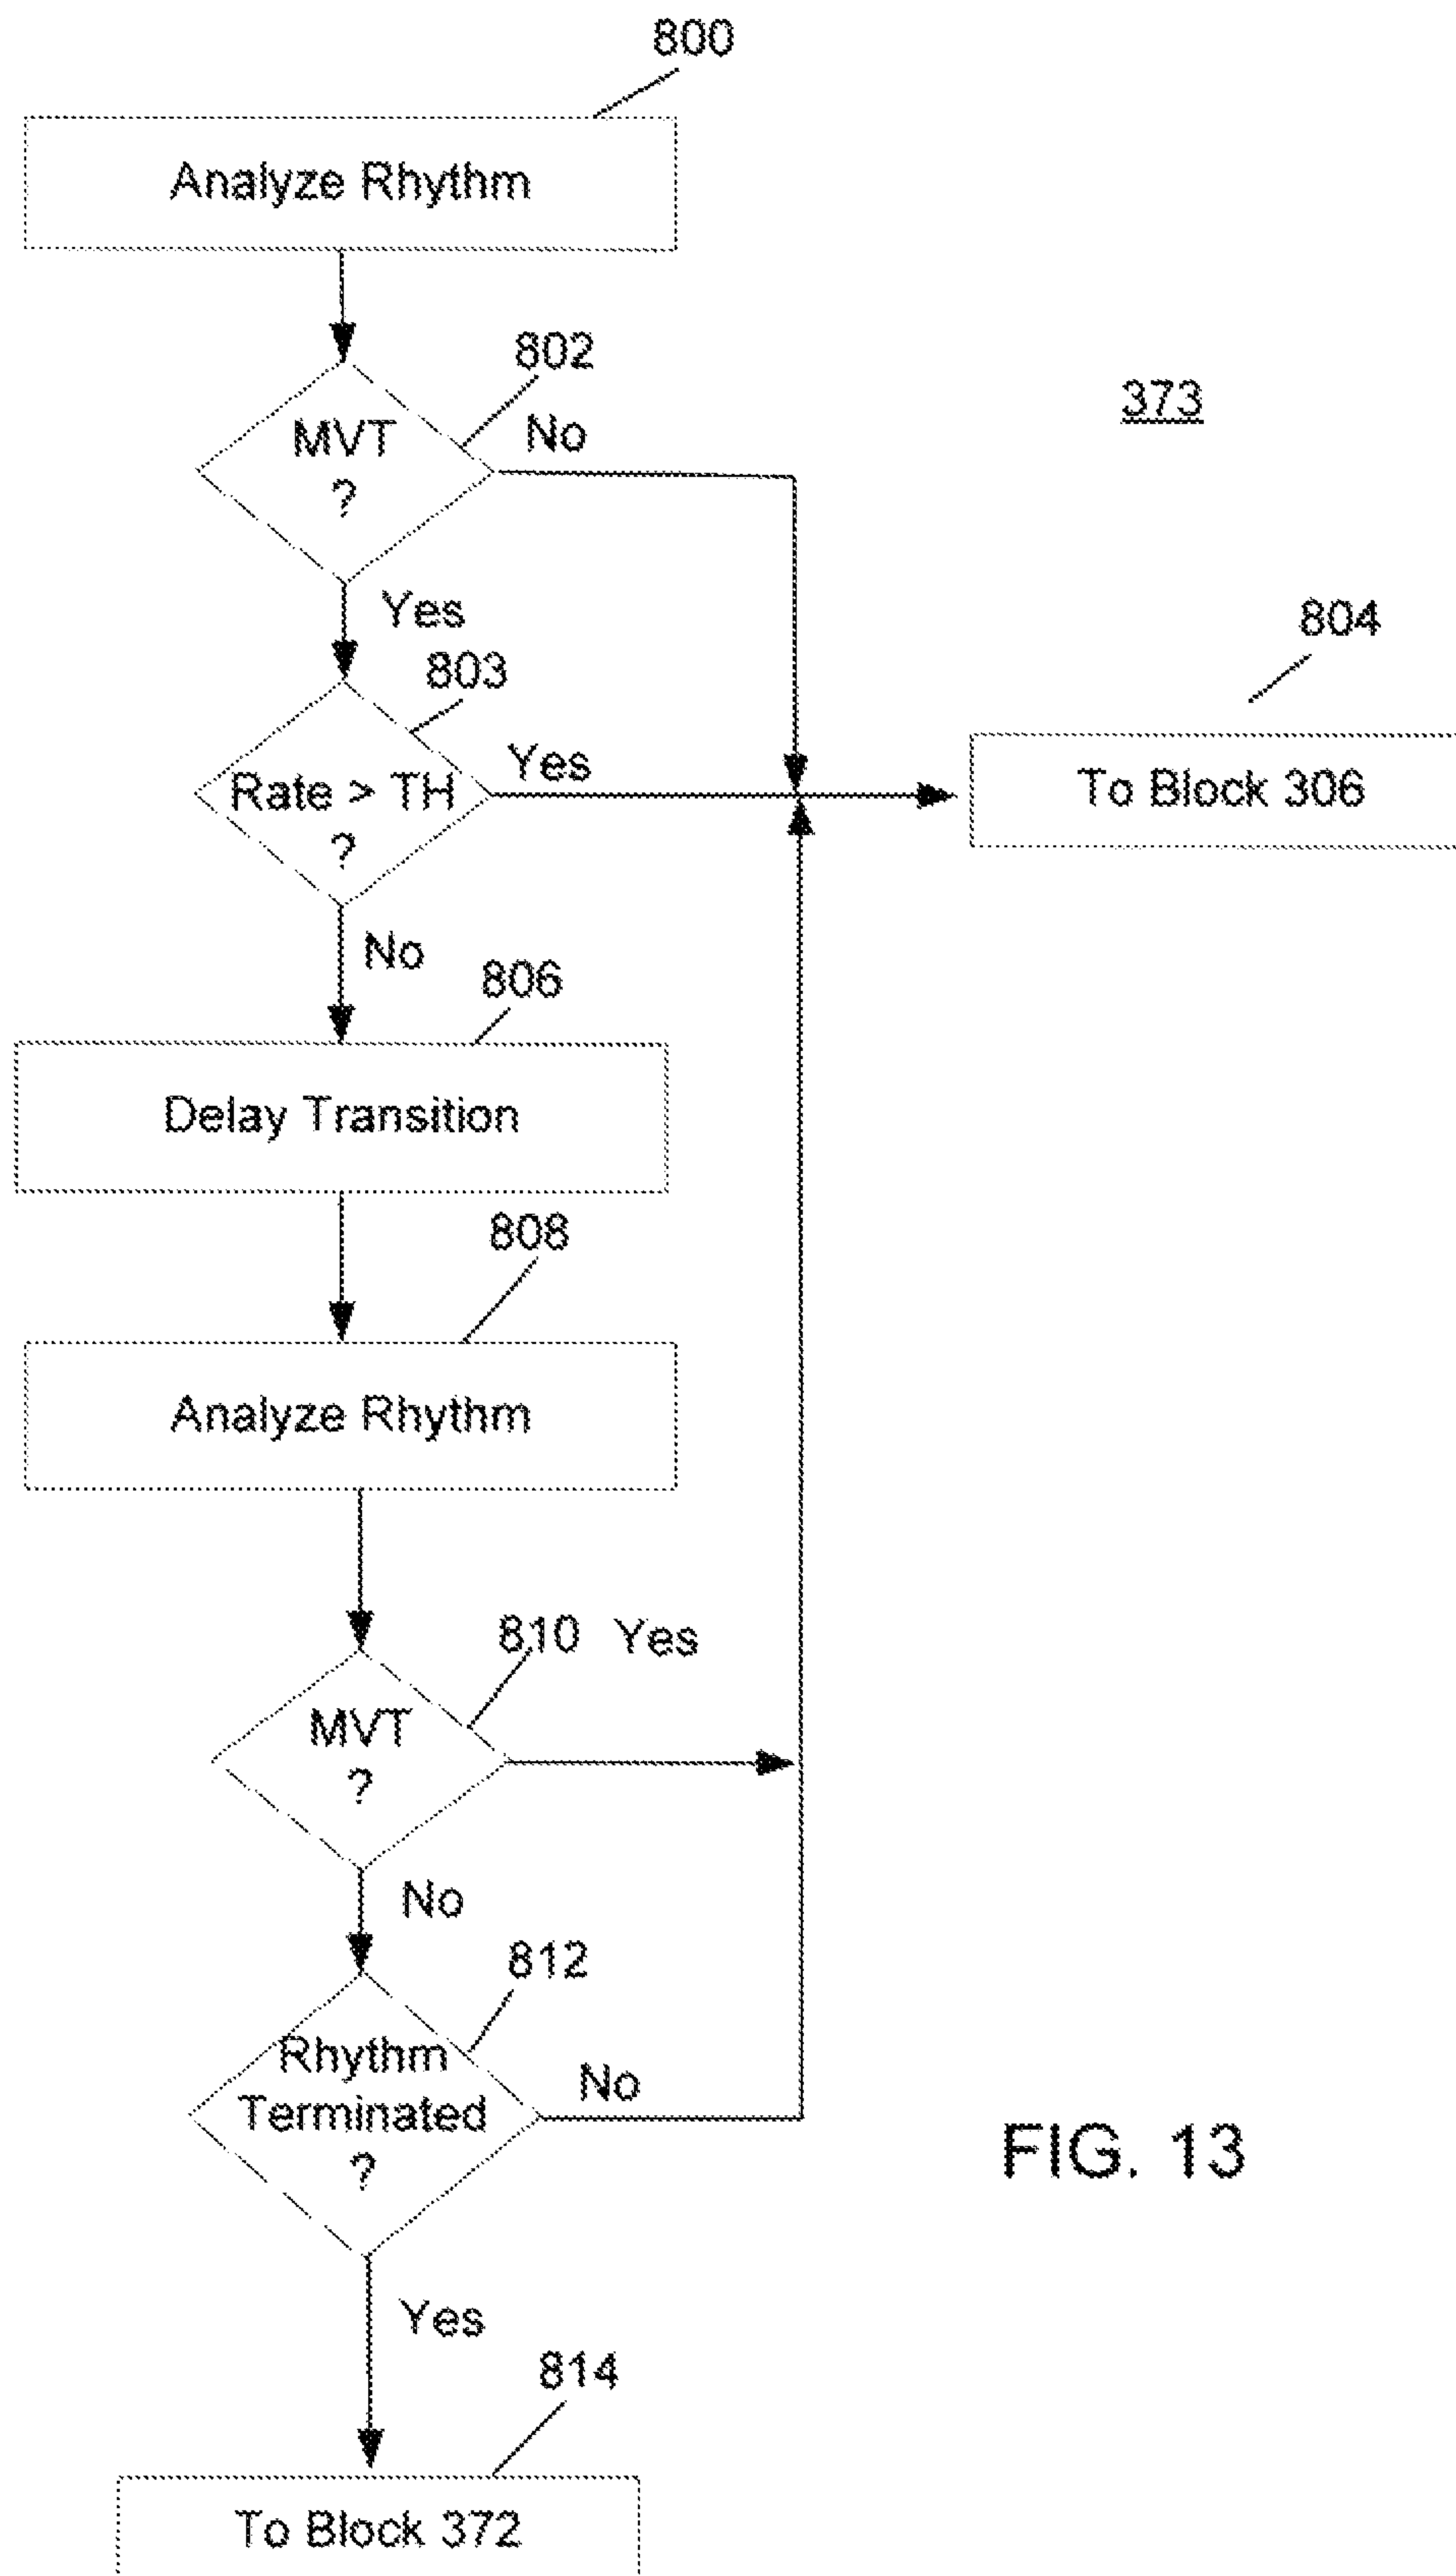 800
Analyze Rhythm
802
MVT
?
No
373
Yes
803
804
Rate > TH
?
Yes
To Block 306
No
806
Delay Transition
808
Analyze Rhythm
810 Yes
MVT
?
No
812
Rhythm
Terminated
?
No
FIG. 13
Yes
814
To Block 372